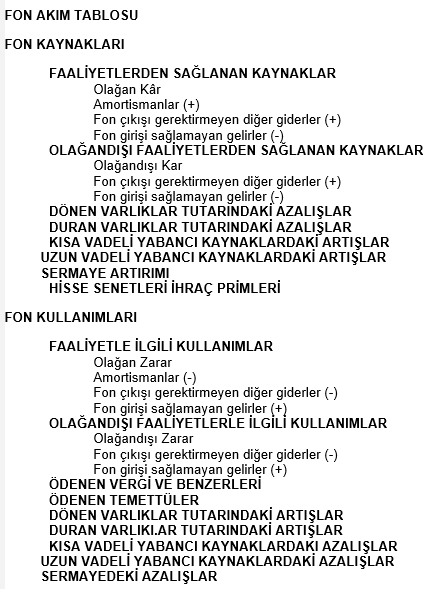 FON AKIM TABLOSU
FON KAYNAKLARI
FAALİYETLERDEN SAĞLANAN KAYNAKLAR
Olağan Kâr
Amortismanlar (+)
Fon çıkışı gerektirmeyen diğer giderler (+)
Fon girişi sağlamayan gelirler (-)
OLAĞANDIŞI FAALİYETLERDEN SAĞLANAN KAYNAKLAR
Olağandışı Kar
Fon çıkışı gerektirmeyen diğer giderler (+)
Fon girişi sağlamayan gelirler (-)
DÖNEN VARLIKLAR TUTARINDAKİ AZALIŞLAR
DURAN VARLIKLAR TUTARINDAKİ AZALIŞLAR
KISA VADELİ YABANCI KAYNAKLARDAKİ ARTIŞLAR
UZUN VADELİ YABANCI KAYNAKLARDAKİ ARTIŞLAR
SERMAYE ARTIRIMI
HİSSE SENETLERİ İHRAÇ PRİMLERİ
FON KULLANIMLARI
FAALİYETLE İLGİLİ KULLANIMLAR
Olağan Zarar
Amortismanlar (-)
Fon çıkışı gerektirmeyen diğer giderler (-)
Fon girişi sağlamayan gelirler (+)
OLAĞANDIŞI FAALİYETLERLE İLGİLİ KULLANIMLAR
Olağandışı Zarar
Fon çıkışı gerektirmeyen diğer giderler (-)
Fon girişi sağlamayan gelirler (+)
ÖDENEN VERGİ VE BENZERLERİ
ÖDENEN TEMETTÜLER
DÖNEN VARLIKLAR TUTARINDAKİ ARTIŞLAR
DURAN VARLIKI.AR TUTARINDAKİ ARTIŞLAR
KISA VADELİ YABANCI KAYNAKLARDAKI AZALIŞLAR
UZUN VADELİ YABANCI KAYNAKLARDAKİ AZALIŞLAR
SERMAYEDEKİ AZALIŞLAR